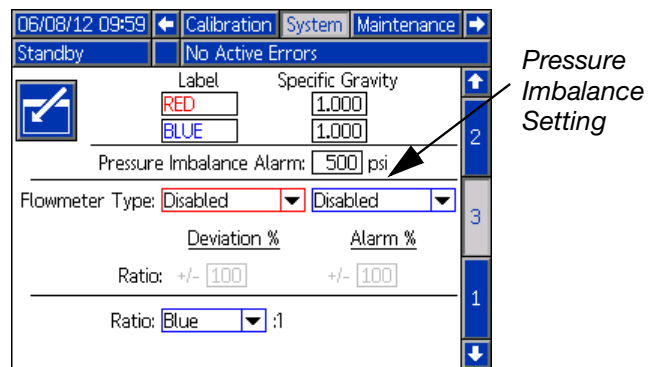 06/08/12 09:59 Calibration System Maintenance
Standby No Active Errors
Label Specific Gravity
RED 1.000
BLUE 1.000
Pressure Imbalance Alarm: 500 psi
Flowmeter Type: Disabled Disabled
Deviation % Alarm %
Ratio: +/- 100 +/- 100
Ratio: Blue :1
2
3
1
Pressure
Imbalance
Setting